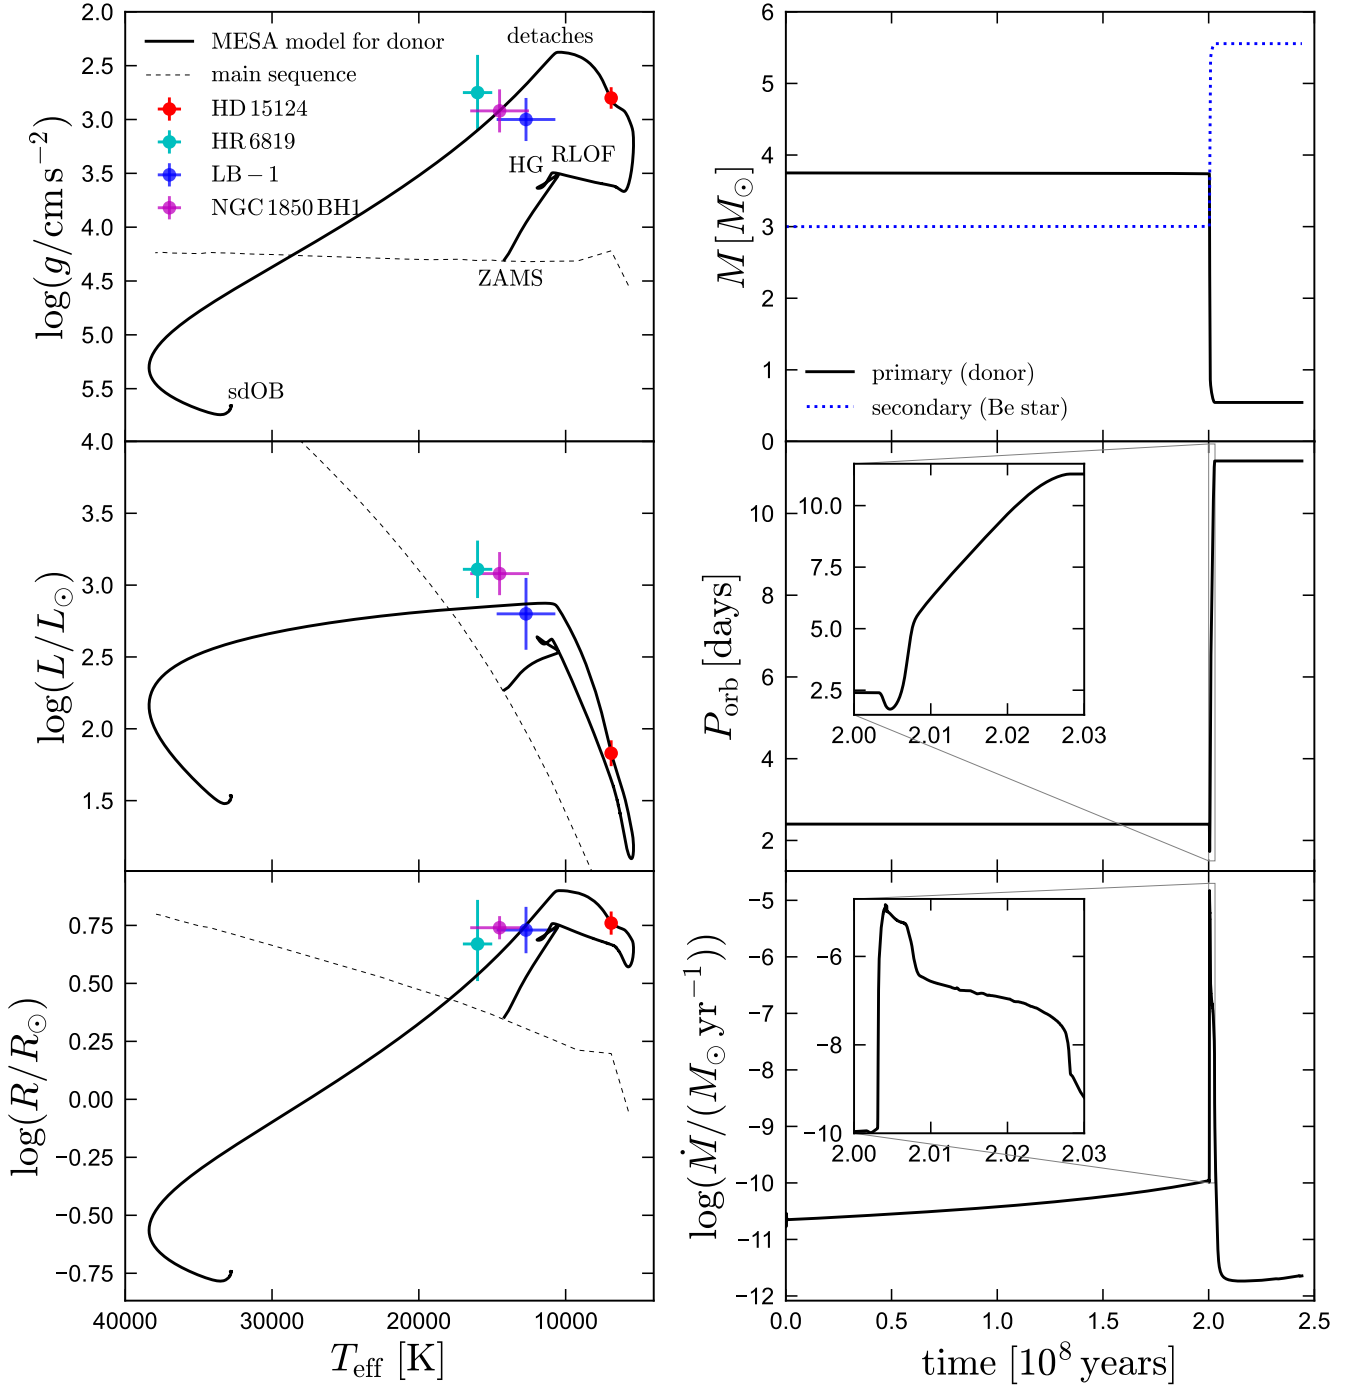 2.0
2.5
3.0
3.5
4.0
4.5
5.0
5.5
log(g/cm s⁻²)
MESA model for donor
main sequence
HD 15124
HR 6819
LB − 1
NGC 1850 BH1
detaches
HG
RLOF
ZAMS
sdOB
6
5
4
3
2
1
0
M [M⊙]
primary (donor)
secondary (Be star)
4.0
3.5
3.0
2.5
2.0
1.5
log(L/L⊙)
10
8
6
4
2
P_orb [days]
10.0
7.5
5.0
2.5
2.00 2.01 2.02 2.03
0.75
0.50
0.25
0.00
−0.25
−0.50
−0.75
log(R/R⊙)
40000 30000 20000 10000
T_eff [K]
−5
−6
−7
−8
−9
−10
−11
−12
log(Ṁ/(M⊙ yr⁻¹))
−6
−8
−10
2.00 2.01 2.02 2.03
0.0 0.5 1.0 1.5 2.0 2.5
time [10⁸ years]